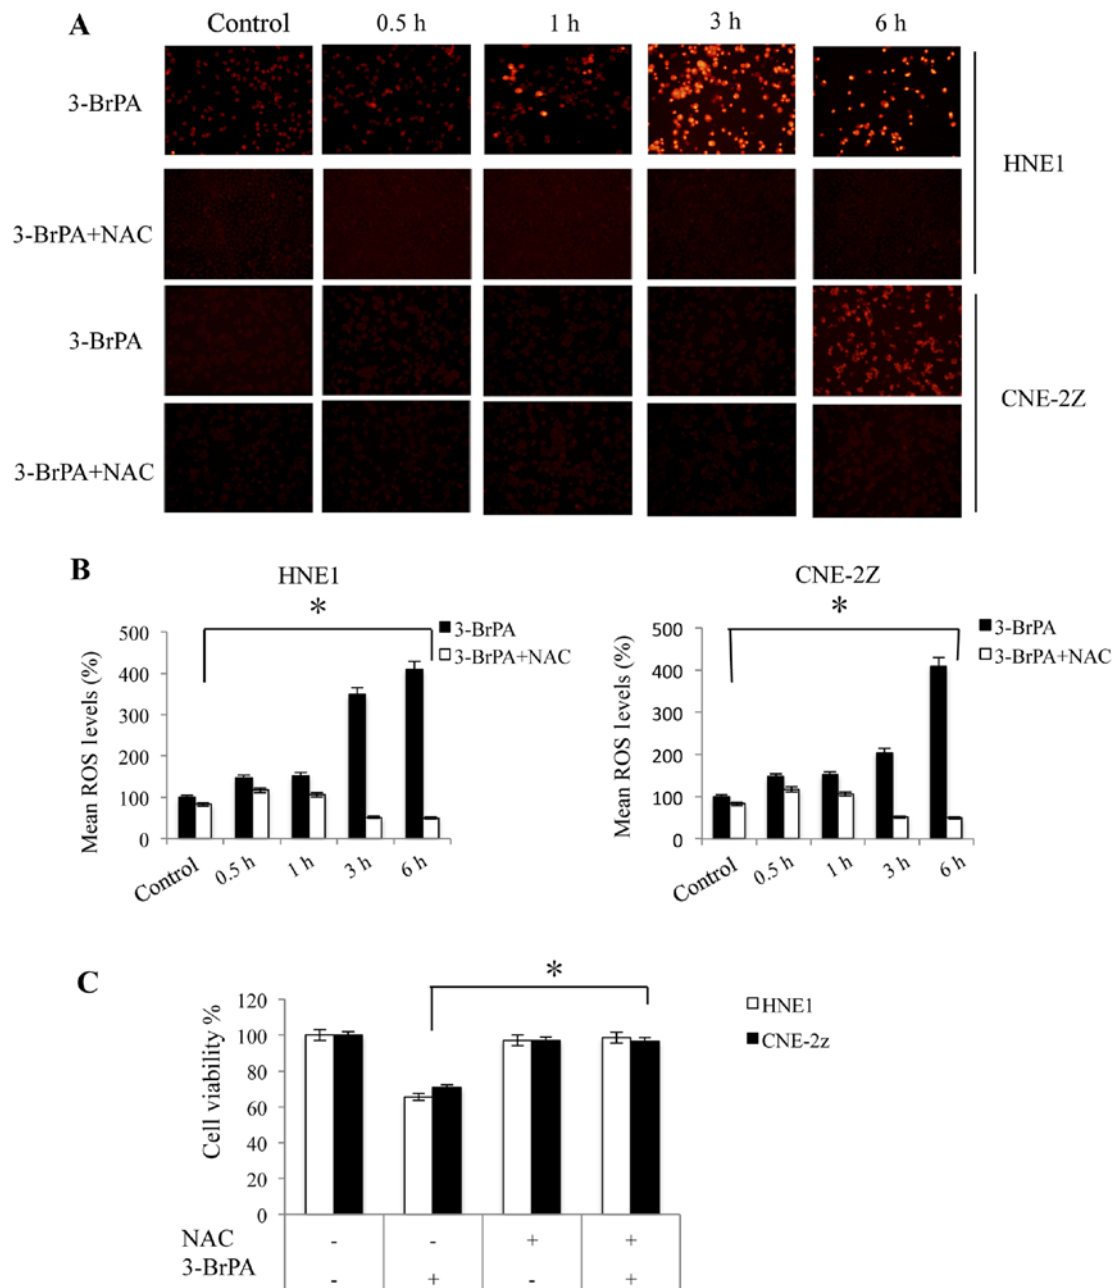 A
Control 0.5 h 1 h 3 h 6 h
3-BrPA
HNE1
3-BrPA+NAC
3-BrPA
CNE-2Z
3-BrPA+NAC
B
HNE1
*
3-BrPA
3-BrPA+NAC
Mean ROS levels (%)
500
400
300
200
100
0
Control 0.5 h 1 h 3 h 6 h
CNE-2Z
*
3-BrPA
3-BrPA+NAC
Mean ROS levels (%)
500
400
300
200
100
0
Control 0.5 h 1 h 3 h 6 h
C
*
HNE1
CNE-2z
Cell viability %
120
100
80
60
40
20
0
NAC - - + +
3-BrPA - + - +